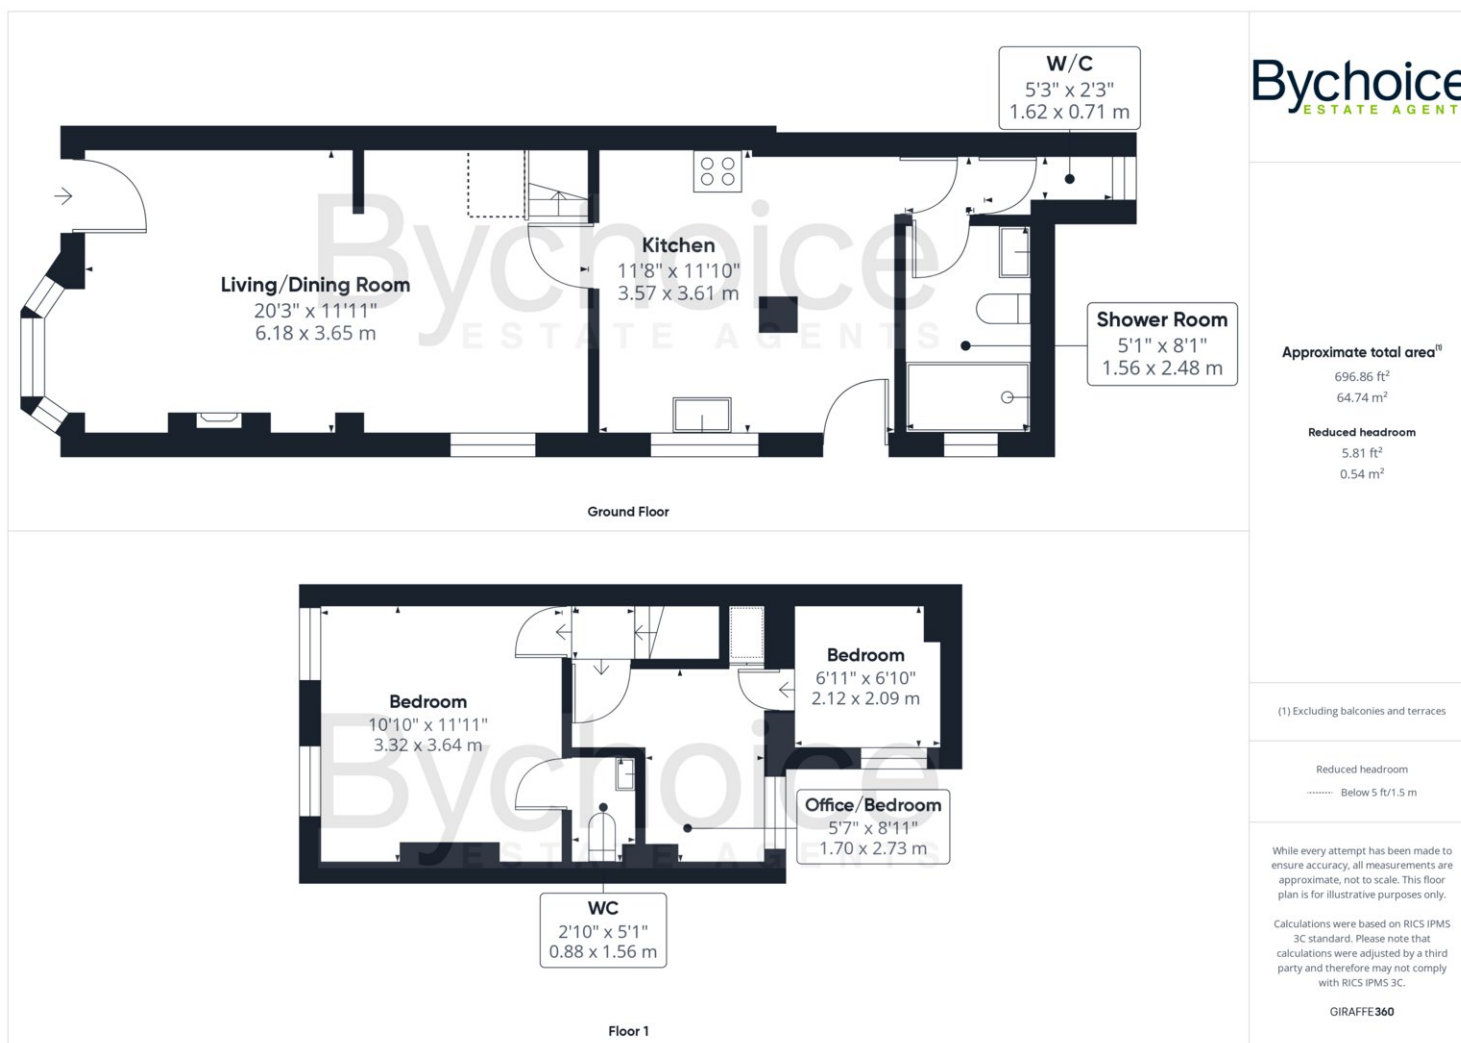 W/C
5'3" x 2'3"
1.62 x 0.71 m
Bychoice
ESTATE AGENT
Bychoice
ESTATE AGENTS
Living/Dining Room
20'3" x 11'11"
6.18 x 3.65 m
Kitchen
11'8" x 11'10"
3.57 x 3.61 m
Shower Room
5'1" x 8'1"
1.56 x 2.48 m
Ground Floor
Approximate total area(1)
696.86 ft²
64.74 m²
Reduced headroom
5.81 ft²
0.54 m²
Bychoice
ESTATE AGENTS
Bedroom
10'10" x 11'11"
3.32 x 3.64 m
Bedroom
6'11" x 6'10"
2.12 x 2.09 m
Office/Bedroom
5'7" x 8'11"
1.70 x 2.73 m
WC
2'10" x 5'1"
0.88 x 1.56 m
Floor 1
(1) Excluding balconies and terraces
Reduced headroom
Below 5 ft/1.5 m
While every attempt has been made to
ensure accuracy, all measurements are
approximate, not to scale. This floor
plan is for illustrative purposes only.
Calculations were based on RICS IPMS
3C standard. Please note that
calculations were adjusted by a third
party and therefore may not comply
with RICS IPMS 3C.
GIRAFFE360